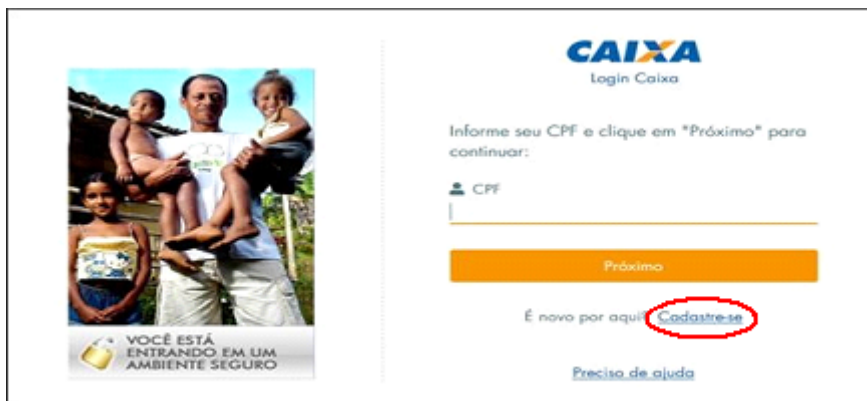 VOCÊ ESTÁ
ENTRANDO EM UM
AMBIENTE SEGURO
CAIXA
Login Caixa
Informe seu CPF e clique em "Próximo" para
continuar:
CPF
Próximo
É novo por aqui? Cadastre-se
Preciso de ajuda